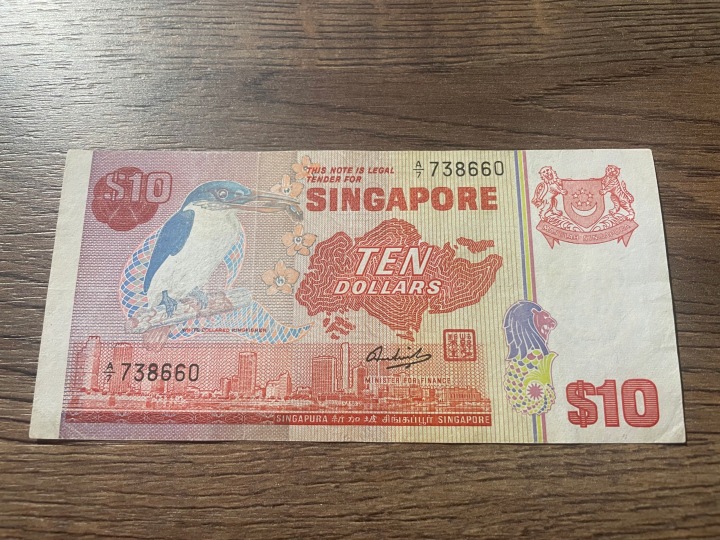 $10
THIS NOTE IS LEGAL
TENDER FOR
SINGAPORE
A/7 738660
TEN
DOLLARS
WHITE COLLARED KINGFISHER
A/7 738660
MINISTER FOR FINANCE
SINGAPURA 新加坡 சிங்கப்பூர் SINGAPORE
$10